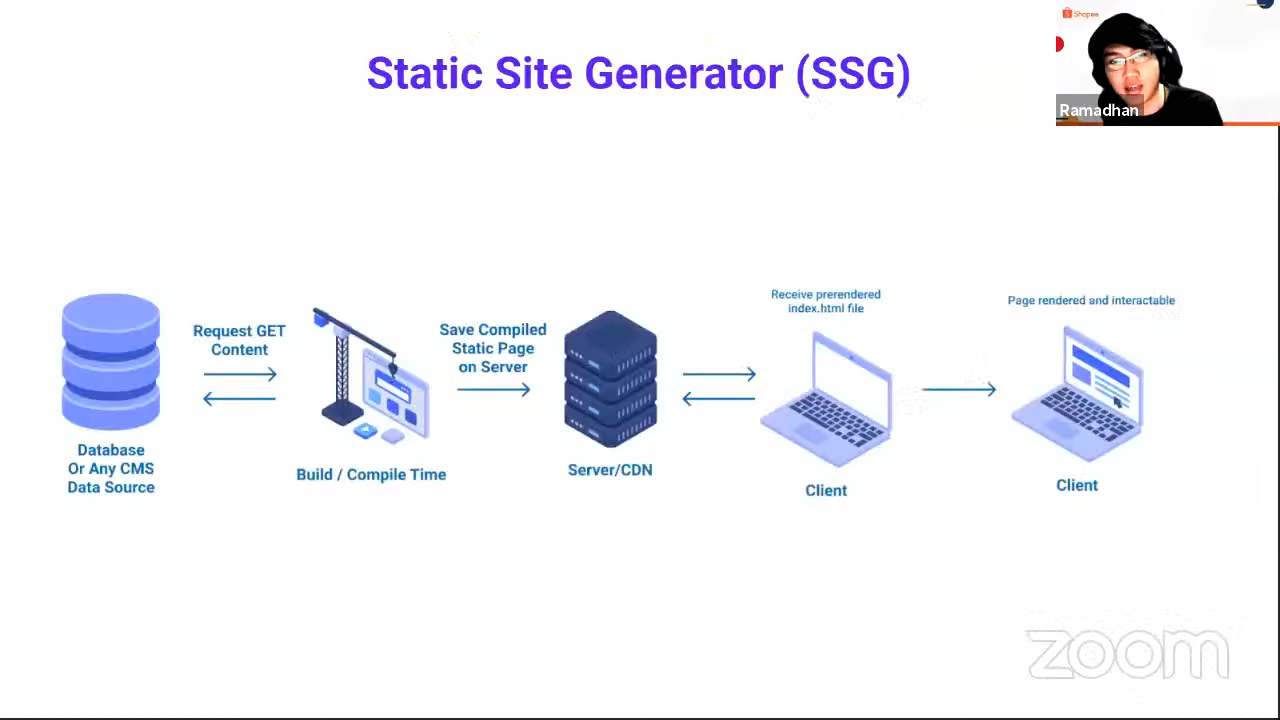 Static Site Generator (SSG)
Shopee
Ramadhan
Request GET
Content
Save Compiled
Static Page
on Server
Receive prerendered
index.html file
Page rendered and interactable
Database
Or Any CMS
Data Source
Build / Compile Time
Server/CDN
Client
Client
zoom